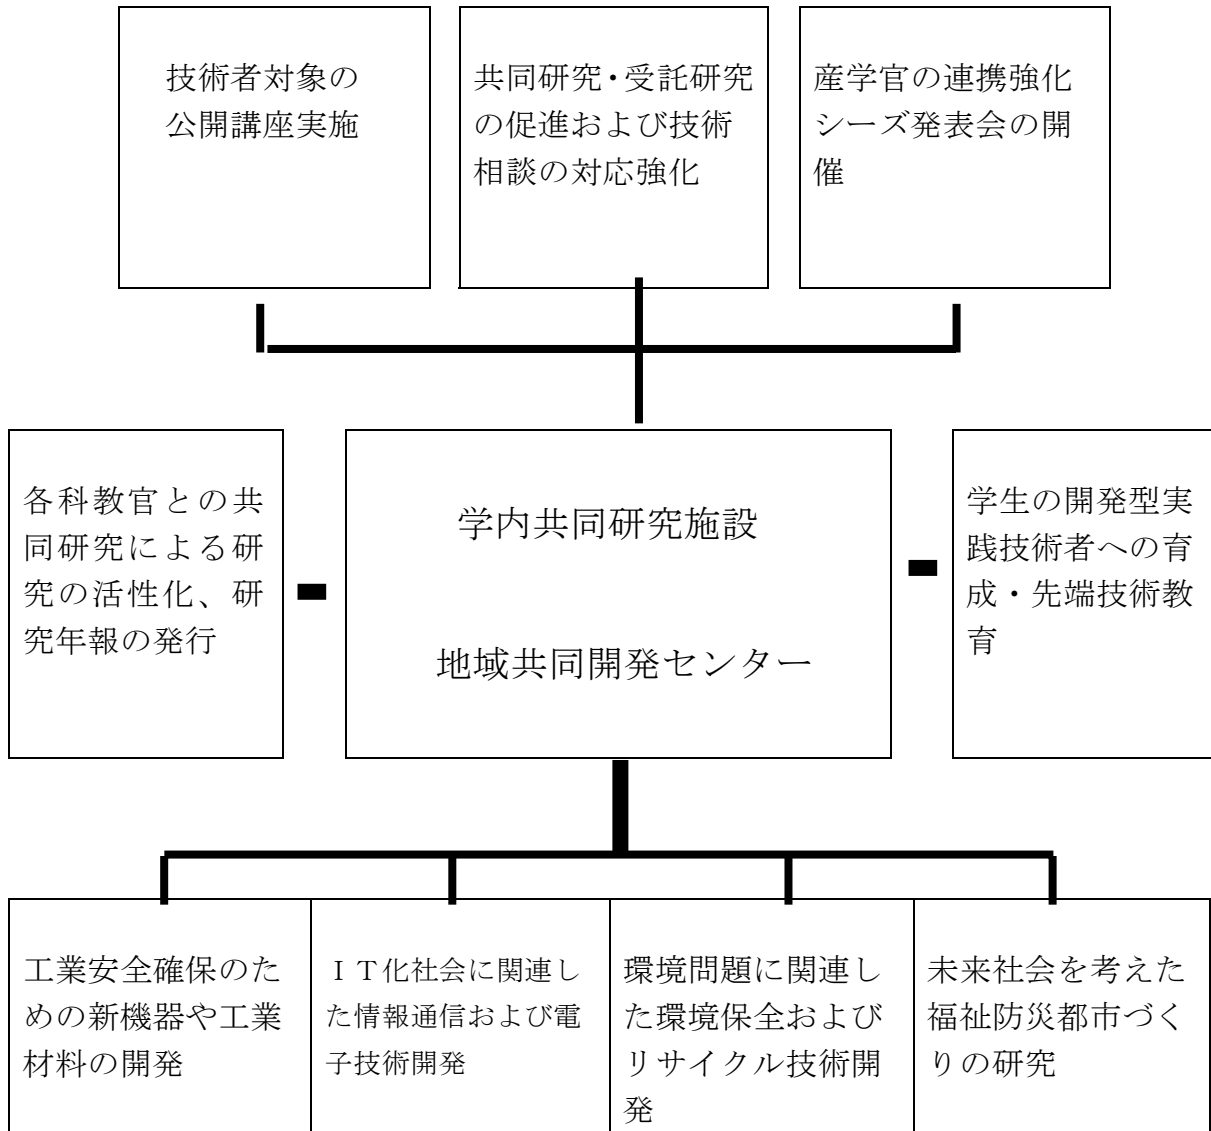 技術者対象の
公開講座実施
共同研究・受託研究
の促進および技術
相談の対応強化
産学官の連携強化
シーズ発表会の開
催
各科教官との共
同研究による研
究の活性化、研
究年報の発行
学内共同研究施設
地域共同開発センター
学生の開発型実
践技術者への育
成・先端技術教
育
工業安全確保のた
めの新機器や工業
材料の開発
ＩＴ化社会に関連し
た情報通信および電
子技術開発
環境問題に関連し
た環境保全および
リサイクル技術開
発
未来社会を考えた
福祉防災都市づく
りの研究